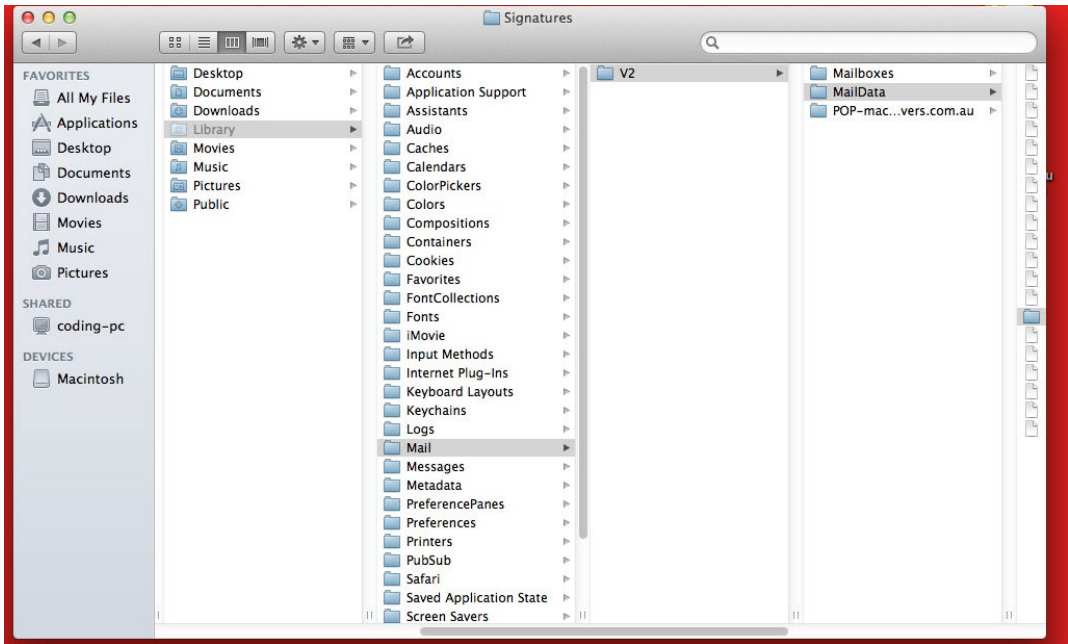 Signatures
FAVORITES
All My Files
Applications
Desktop
Documents
Downloads
Movies
Music
Pictures
SHARED
coding-pc
DEVICES
Macintosh
Desktop
Documents
Downloads
Library
Movies
Music
Pictures
Public
Accounts
Application Support
Assistants
Audio
Caches
Calendars
ColorPickers
Colors
Compositions
Containers
Cookies
Favorites
FontCollections
Fonts
iMovie
Input Methods
Internet Plug-Ins
Keyboard Layouts
Keychains
Logs
Mail
Messages
Metadata
PreferencePanes
Preferences
Printers
PubSub
Safari
Saved Application State
Screen Savers
V2
Mailboxes
MailData
POP-mac...vers.com.au
u